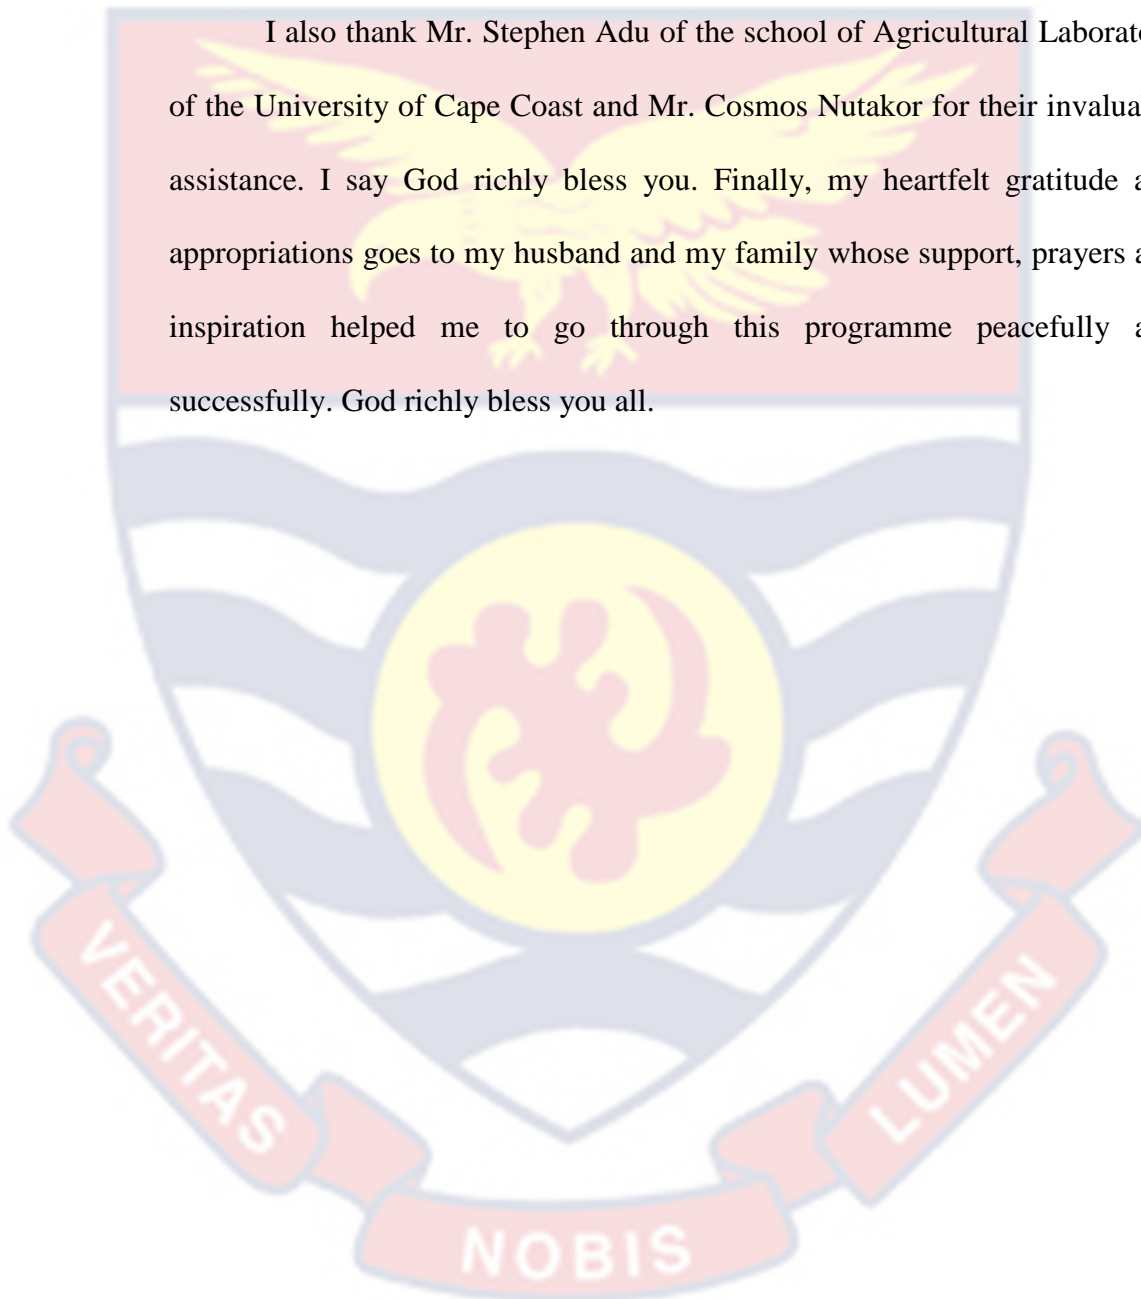 I also thank Mr. Stephen Adu of the school of Agricultural Laborato
of the University of Cape Coast and Mr. Cosmos Nutakor for their invalua
assistance. I say God richly bless you. Finally, my heartfelt gratitude a
appropriations goes to my husband and my family whose support, prayers a
inspiration helped me to go through this programme peacefully a
successfully. God richly bless you all.
VERITAS
NOBIS
LUMEN